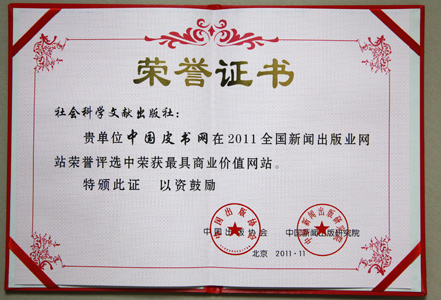 荣誉证书
社会科学文献出版社：
贵单位中国皮书网在2011全国新闻出版业网
站荣誉评选中荣获最具商业价值网站。
特颁此证 以资鼓励
中国出版协会 中国新闻出版研究院
北京 2011·11